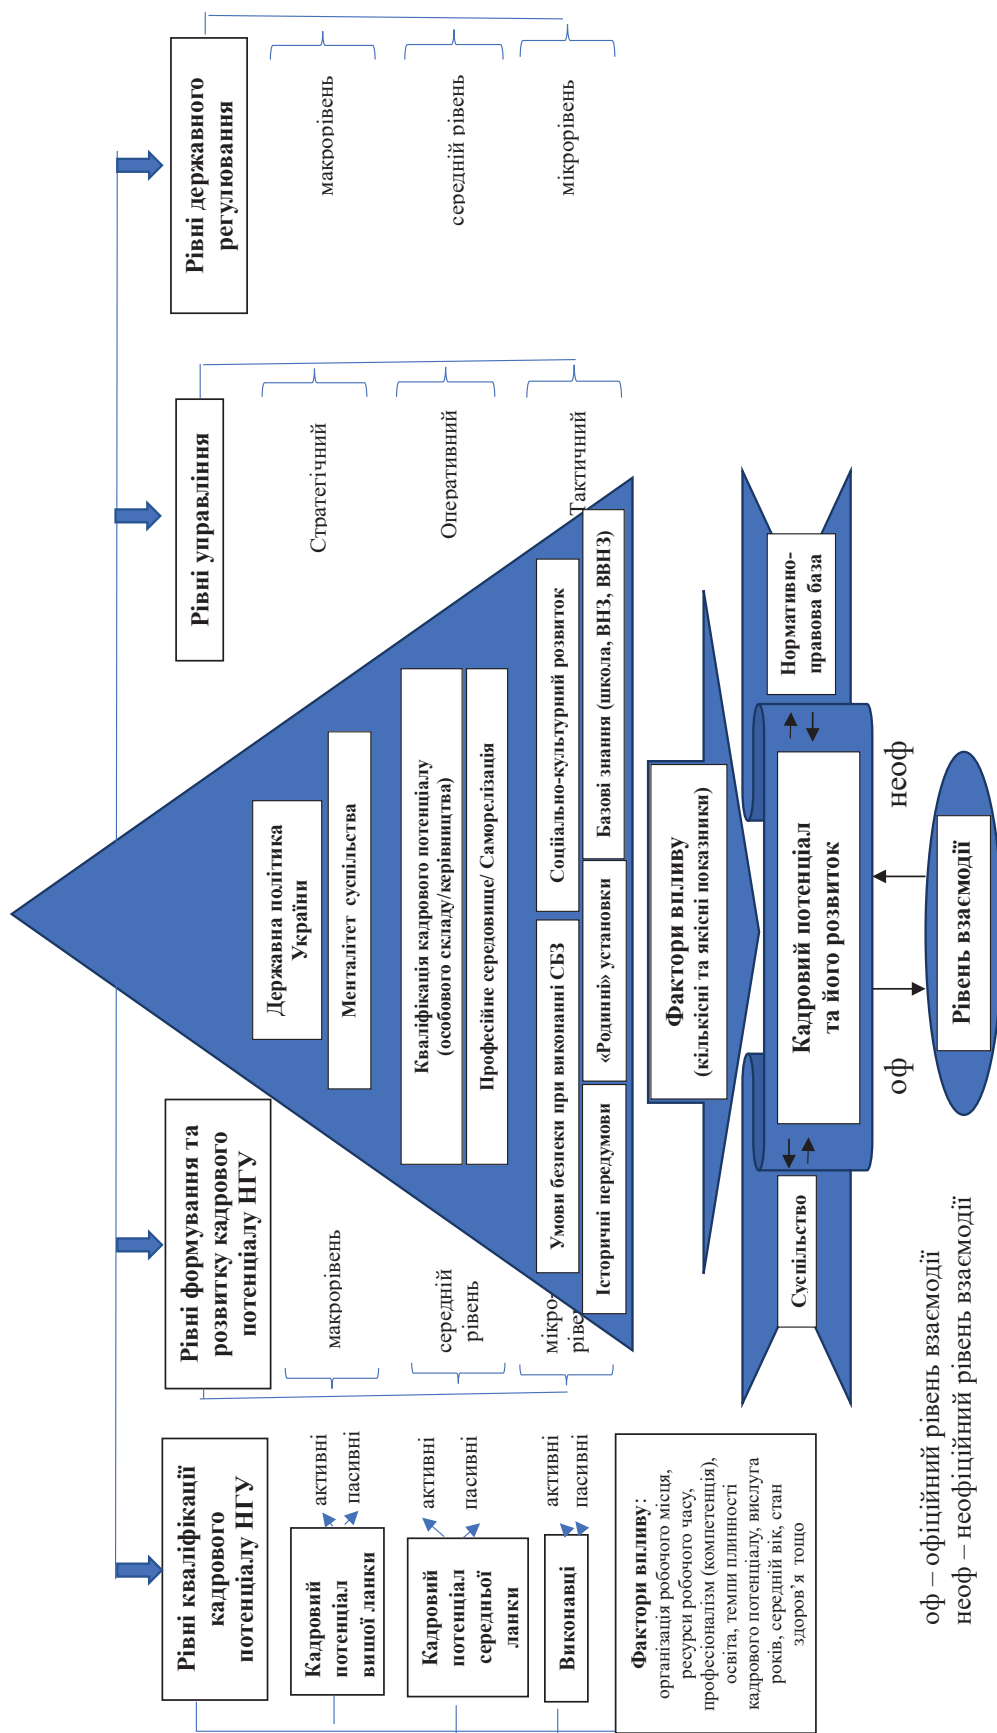 Рівні кваліфікації
кадрового
потенціалу НГУ
Рівні формування та
розвитку кадрового
потенціалу НГУ
Рівні управління
Рівні державного
регулювання
Кадровий
потенціал
вищої ланки
активні
пасивні
Кадровий
потенціал
середньої
ланки
активні
пасивні
Виконавці
активні
пасивні
Фактори впливу:
організація робочого місця,
ресурси робочого часу,
професіоналізм (компетенція),
освіта, темпи плинності
кадрового потенціалу, вислуга
років, середній вік, стан
здоров’я тощо
макрорівень
середній
рівень
мікро-
рівен
Державна політика
України
Менталітет суспільства
Кваліфікація кадрового потенціалу
(особового складу/керівництва)
Професійне середовище/ Саморелізація
Умови безпеки при виконанні СБЗ
Соцііально-культурний розвиток
Історичні передумови
«Родинні» установки
Базові знання (школа, ВНЗ, ВВНЗ)
Стратегічний
Оперативний
Тактичний
макрорівень
середній рівень
мікрорівень
Фактори впливу
(кількісні та якісні показники)
Суспільство
Кадровий потенціал
та його розвиток
Нормативно-
правова база
оф
неоф
Рівень взаємодії
оф – офіційний рівень взаємодії
неоф – неофіційний рівень взаємодії